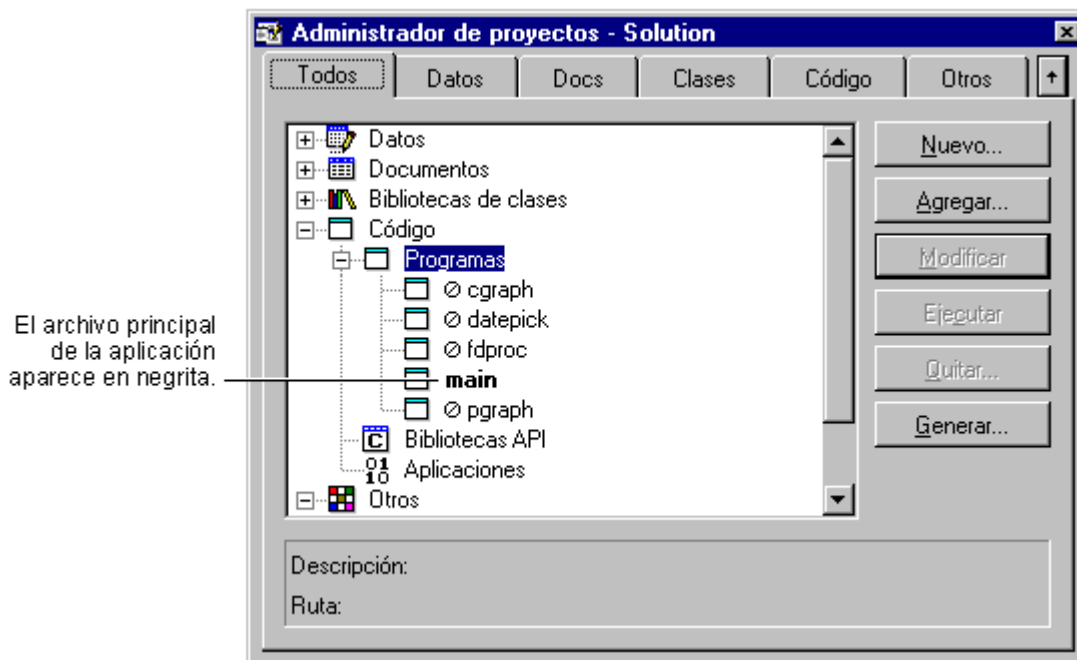 Administrador de proyectos - Solution
Todos Datos Docs Clases Código Otros
Datos
Documentos
Bibliotecas de clases
Código
Programas
cgraph
datepick
fdproc
main
pgraph
Bibliotecas API
Aplicaciones
Otros
Nuevo...
Agregar...
Modificar
Ejecutar
Quitar...
Generar...
El archivo principal
de la aplicación
aparece en negrita.
Descripción:
Ruta: